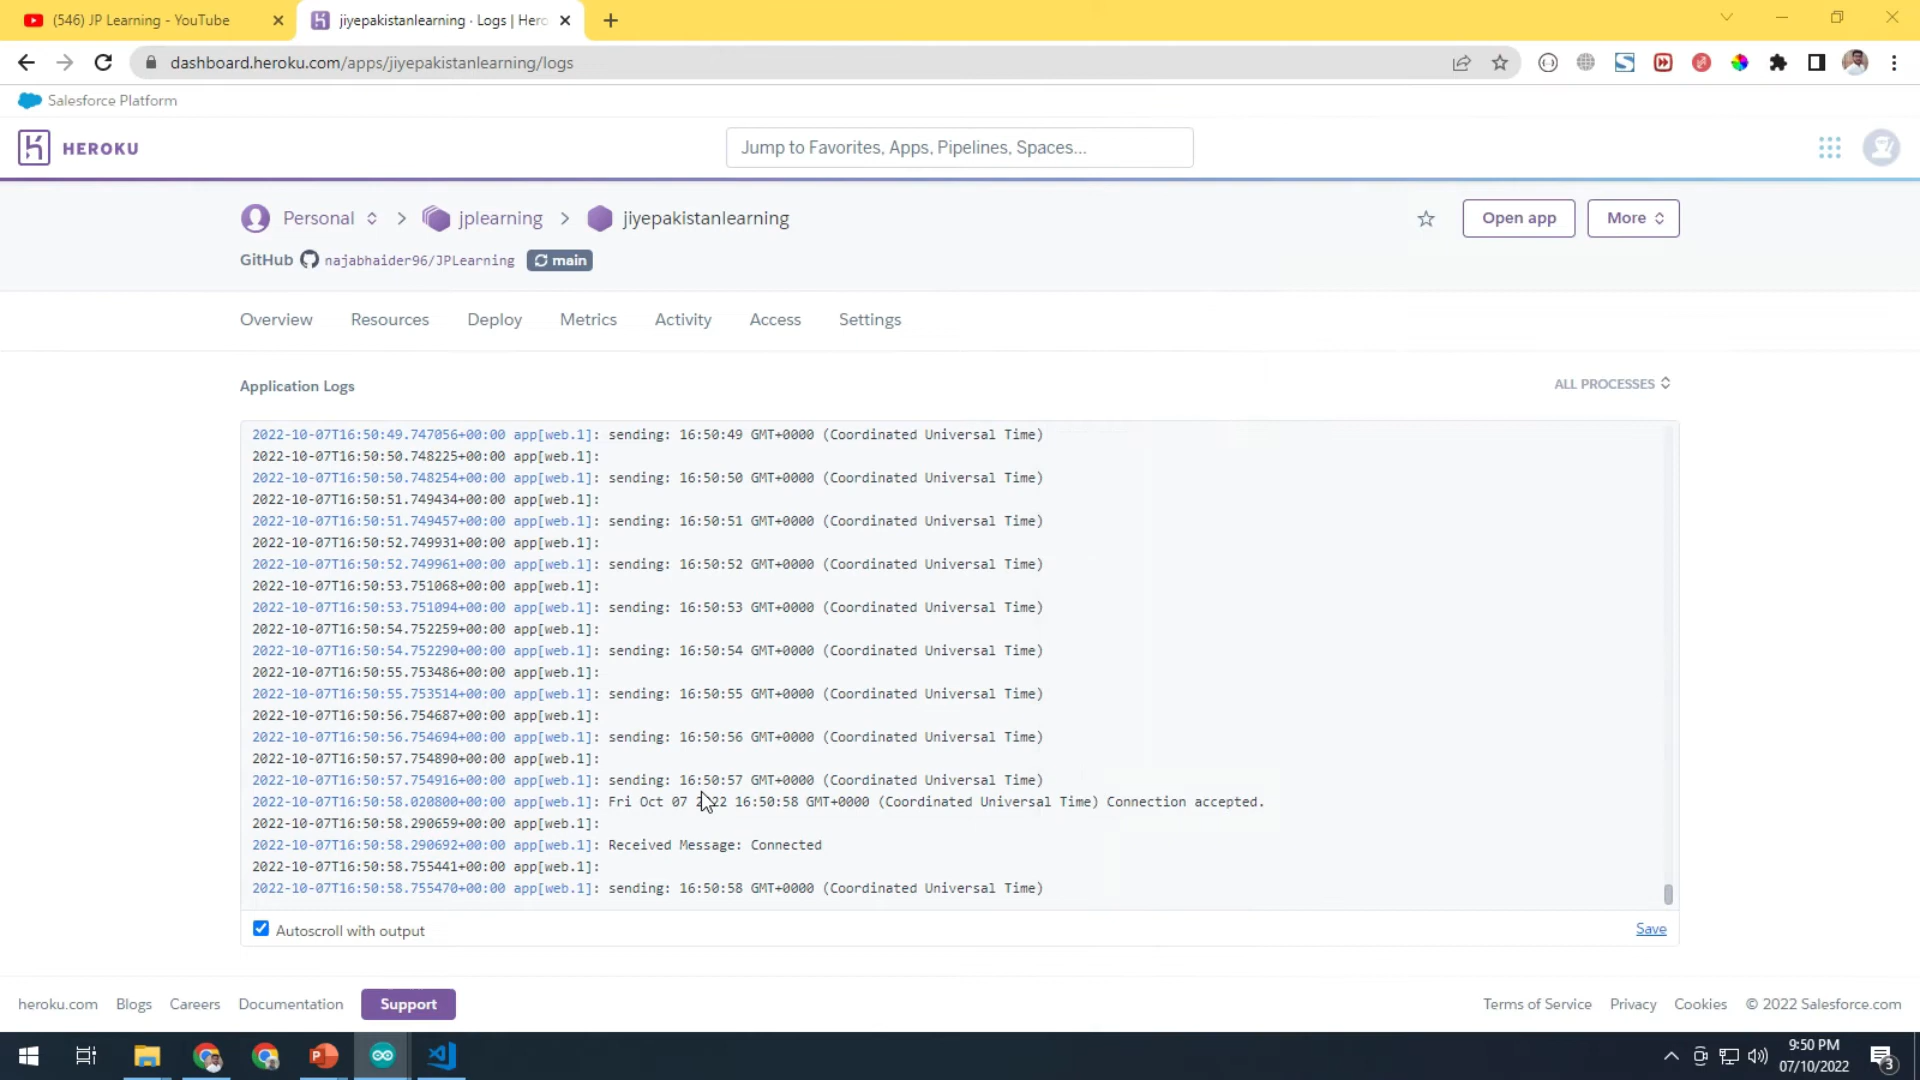 (546) JP Learning - YouTube
jiyepakistanlearning · Logs | Hero
dashboard.heroku.com/apps/jiyepakistanlearning/logs
Salesforce Platform
HEROKU
Jump to Favorites, Apps, Pipelines, Spaces...
Personal > jplearning > jiyepakistanlearning
Open app
More
GitHub najabhaider96/JPLearning main
Overview Resources Deploy Metrics Activity Access Settings
Application Logs
ALL PROCESSES
2022-10-07T16:50:49.747056+00:00 app[web.1]: sending: 16:50:49 GMT+0000 (Coordinated Universal Time)
2022-10-07T16:50:50.748225+00:00 app[web.1]:
2022-10-07T16:50:50.748254+00:00 app[web.1]: sending: 16:50:50 GMT+0000 (Coordinated Universal Time)
2022-10-07T16:50:51.749434+00:00 app[web.1]:
2022-10-07T16:50:51.749457+00:00 app[web.1]: sending: 16:50:51 GMT+0000 (Coordinated Universal Time)
2022-10-07T16:50:52.749931+00:00 app[web.1]:
2022-10-07T16:50:52.749961+00:00 app[web.1]: sending: 16:50:52 GMT+0000 (Coordinated Universal Time)
2022-10-07T16:50:53.751068+00:00 app[web.1]:
2022-10-07T16:50:53.751094+00:00 app[web.1]: sending: 16:50:53 GMT+0000 (Coordinated Universal Time)
2022-10-07T16:50:54.752259+00:00 app[web.1]:
2022-10-07T16:50:54.752290+00:00 app[web.1]: sending: 16:50:54 GMT+0000 (Coordinated Universal Time)
2022-10-07T16:50:55.753486+00:00 app[web.1]:
2022-10-07T16:50:55.753514+00:00 app[web.1]: sending: 16:50:55 GMT+0000 (Coordinated Universal Time)
2022-10-07T16:50:56.754687+00:00 app[web.1]:
2022-10-07T16:50:56.754694+00:00 app[web.1]: sending: 16:50:56 GMT+0000 (Coordinated Universal Time)
2022-10-07T16:50:57.754890+00:00 app[web.1]:
2022-10-07T16:50:57.754916+00:00 app[web.1]: sending: 16:50:57 GMT+0000 (Coordinated Universal Time)
2022-10-07T16:50:58.020800+00:00 app[web.1]: Fri Oct 07 2022 16:50:58 GMT+0000 (Coordinated Universal Time) Connection accepted.
2022-10-07T16:50:58.290659+00:00 app[web.1]:
2022-10-07T16:50:58.290692+00:00 app[web.1]: Received Message: Connected
2022-10-07T16:50:58.755441+00:00 app[web.1]:
2022-10-07T16:50:58.755470+00:00 app[web.1]: sending: 16:50:58 GMT+0000 (Coordinated Universal Time)
Autoscroll with output
Save
heroku.com Blogs Careers Documentation Support
Terms of Service Privacy Cookies © 2022 Salesforce.com
9:50 PM
07/10/2022
3